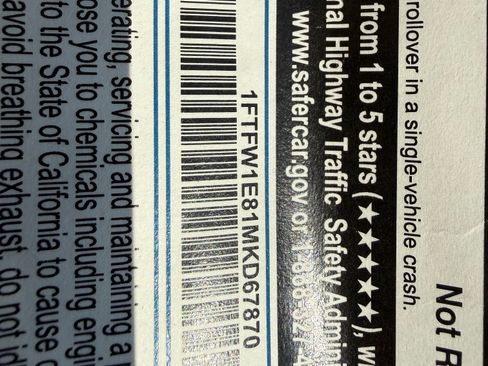 Not R
rollover in a single-vehicle crash.
from 1 to 5 stars (★★★★★), w
nal Highway Traffic Safety Admini
www.safercar.gov or
1FTFW1E81MKD67870
erating, servicing and maintaining a
ose you to chemicals including engi
to the State of California to cause
avoid breathing exhaust, do not id